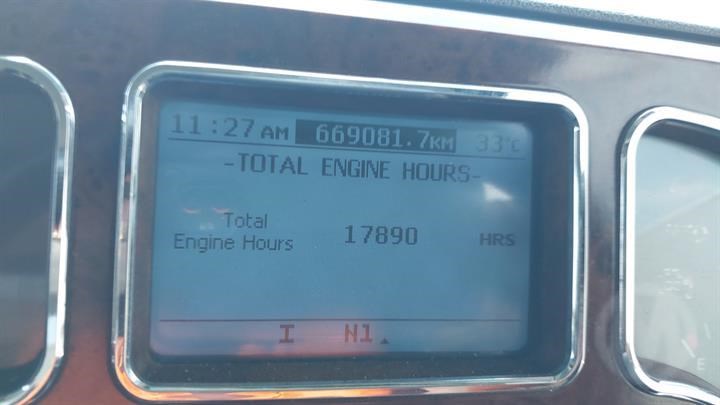 11:27 AM 669081.7KM 33°C
-TOTAL ENGINE HOURS-
Total
Engine Hours 17890 HRS
I N1